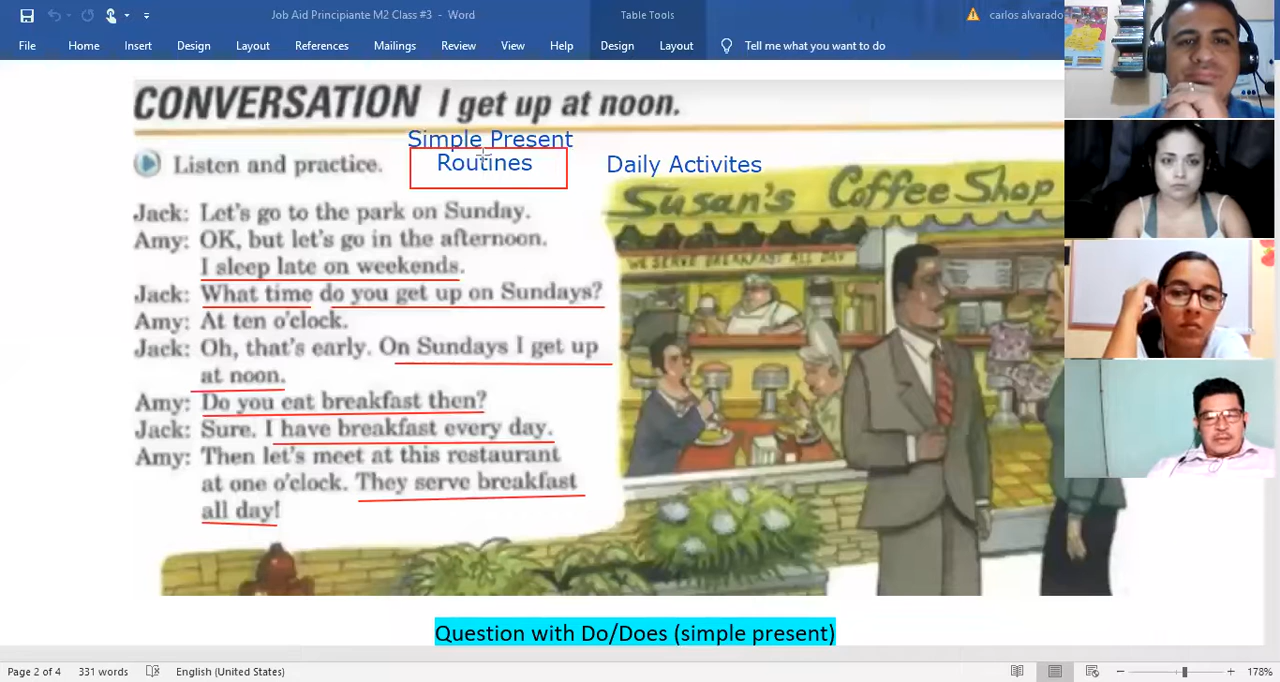 Job Aid Principiante M2 Class #3 - Word
Table Tools
carlos alvarado
File Home Insert Design Layout References Mailings Review View Help Design Layout Tell me what you want to do
CONVERSATION I get up at noon.
Simple Present
Listen and practice.
Routines
Daily Activites
Jack: Let's go to the park on Sunday.
Amy: OK, but let's go in the afternoon.
I sleep late on weekends.
Jack: What time do you get up on Sundays?
Amy: At ten o'clock.
Jack: Oh, that's early. On Sundays I get up
at noon.
Amy: Do you eat breakfast then?
Jack: Sure. I have breakfast every day.
Amy: Then let's meet at this restaurant
at one o'clock. They serve breakfast
all day!
Susan's Coffee Shop
WE SERVE BREAKFAST ALL DAY
Question with Do/Does (simple present)
Page 2 of 4 331 words English (United States) 178%